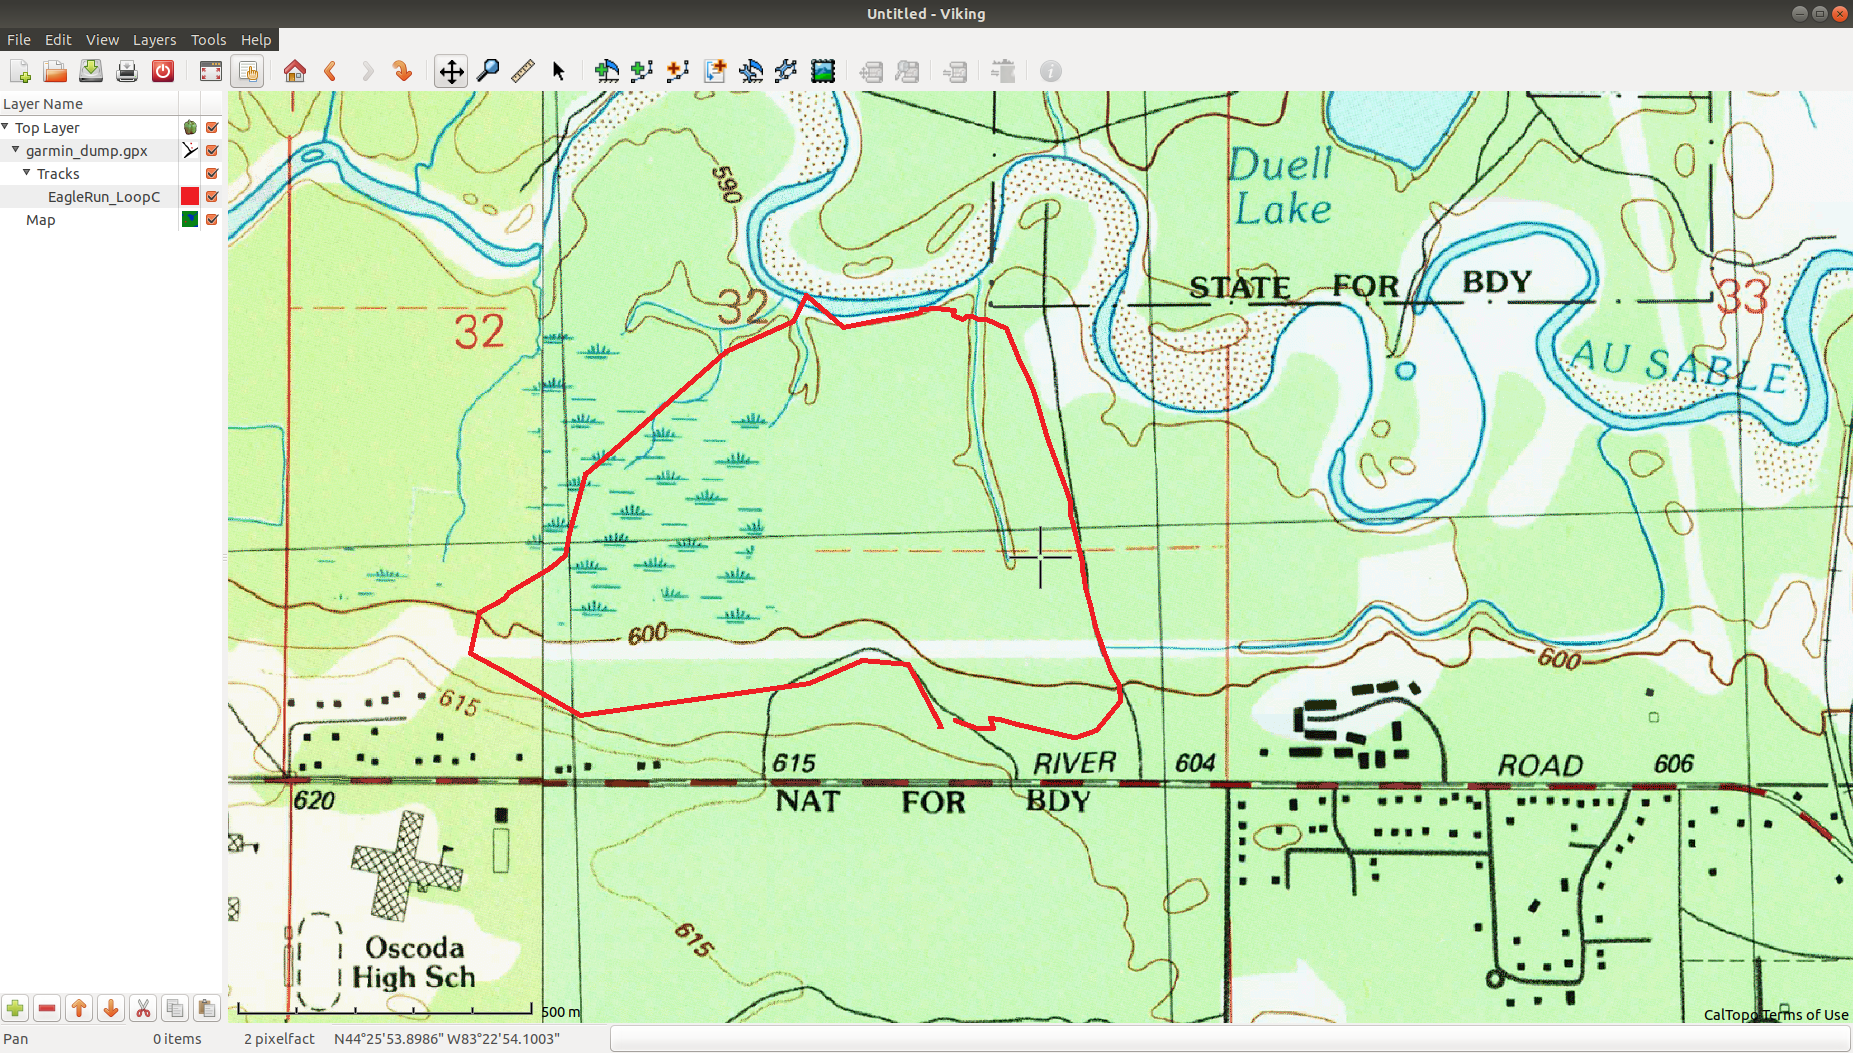 Untitled - Viking
File Edit View Layers Tools Help
Layer Name
Top Layer
garmin_dump.gpx
Tracks
EagleRun_LoopC
Map
590
Duell
Lake
32
32
STATE FOR BDY
33
AU SABLE
600
600
615
615
RIVER
604
ROAD
606
620
NAT FOR BDY
Oscoda
High Sch
615
500 m
CalTopo Terms of Use
Pan
0 items
2 pixelfact
N44°25'53.8986" W83°22'54.1003"